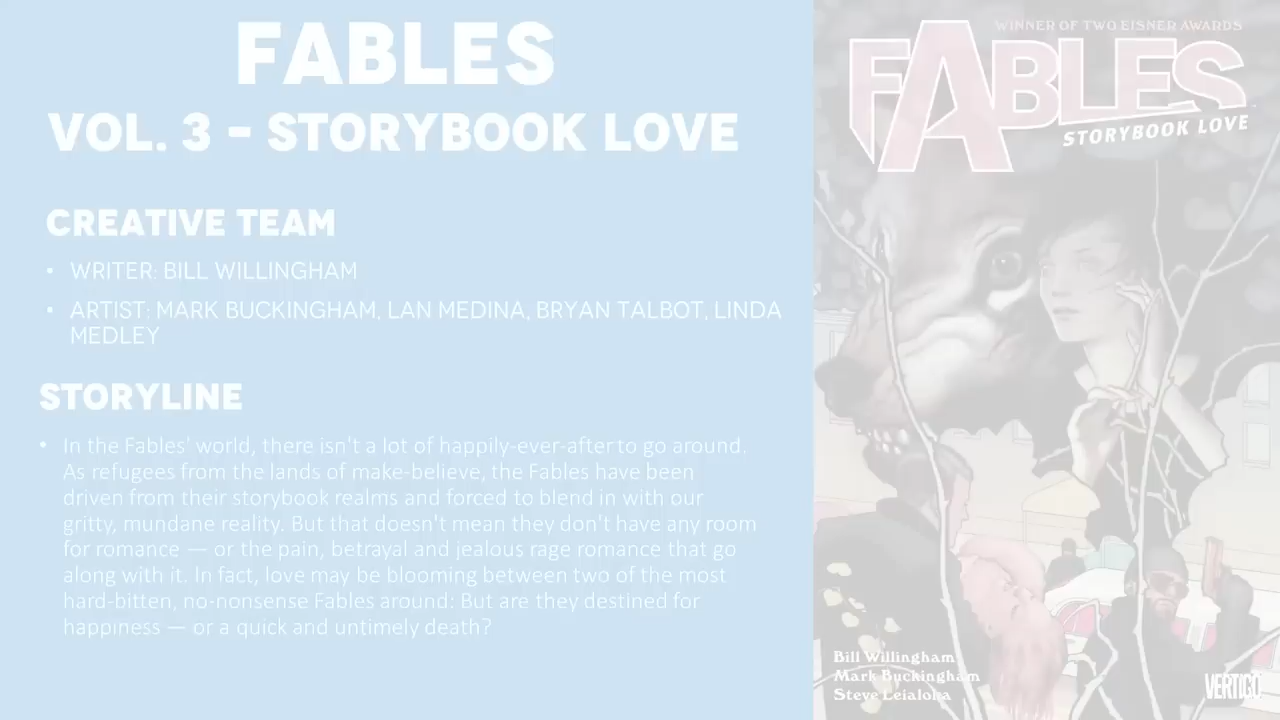 FABLES
VOL. 3 - STORYBOOK LOVE
CREATIVE TEAM
• WRITER: BILL WILLINGHAM
• ARTIST: MARK BUCKINGHAM, LAN MEDINA, BRYAN TALBOT, LINDA
MEDLEY
STORYLINE
• In the Fables' world, there isn't a lot of happily-ever-after to go around.
As refugees from the lands of make-believe, the Fables have been
driven from their storybook realms and forced to blend in with our
gritty, mundane reality. But that doesn't mean they don't have any room
for romance — or the pain, betrayal and jealous rage romance that go
along with it. In fact, love may be blooming between two of the most
hard-bitten, no-nonsense Fables around: But are they destined for
happiness — or a quick and untimely death?
WINNER OF TWO EISNER AWARDS
FABLES
STORYBOOK LOVE
Bill Willingham
Mark Buckingham
Steve Leialoha
VERTIGO